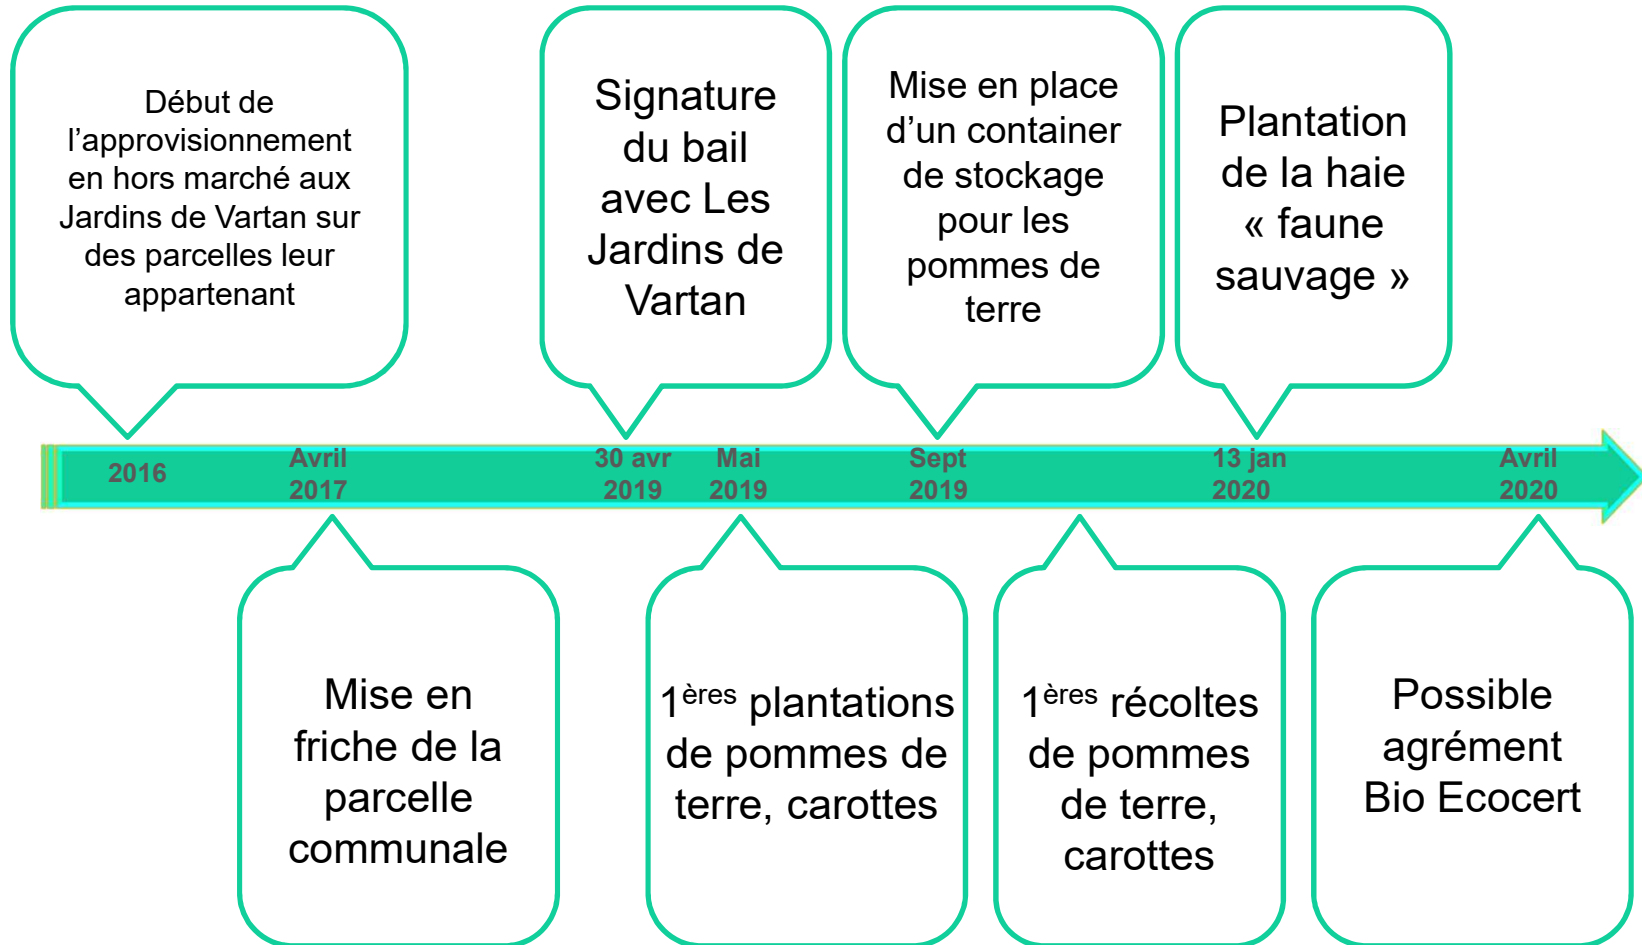 Début de
l’approvisionnement
en hors marché aux
Jardins de Vartan sur
des parcelles leur
appartenant
Signature
du bail
avec Les
Jardins de
Vartan
Mise en place
d’un container
de stockage
pour les
pommes de
terre
Plantation
de la haie
« faune
sauvage »
2016
Avril
2017
30 avr
2019
Mai
2019
Sept
2019
13 jan
2020
Avril
2020
Mise en
friche de la
parcelle
communale
1ères plantations
de pommes de
terre, carottes
1ères récoltes
de pommes
de terre,
carottes
Possible
agrément
Bio Ecocert